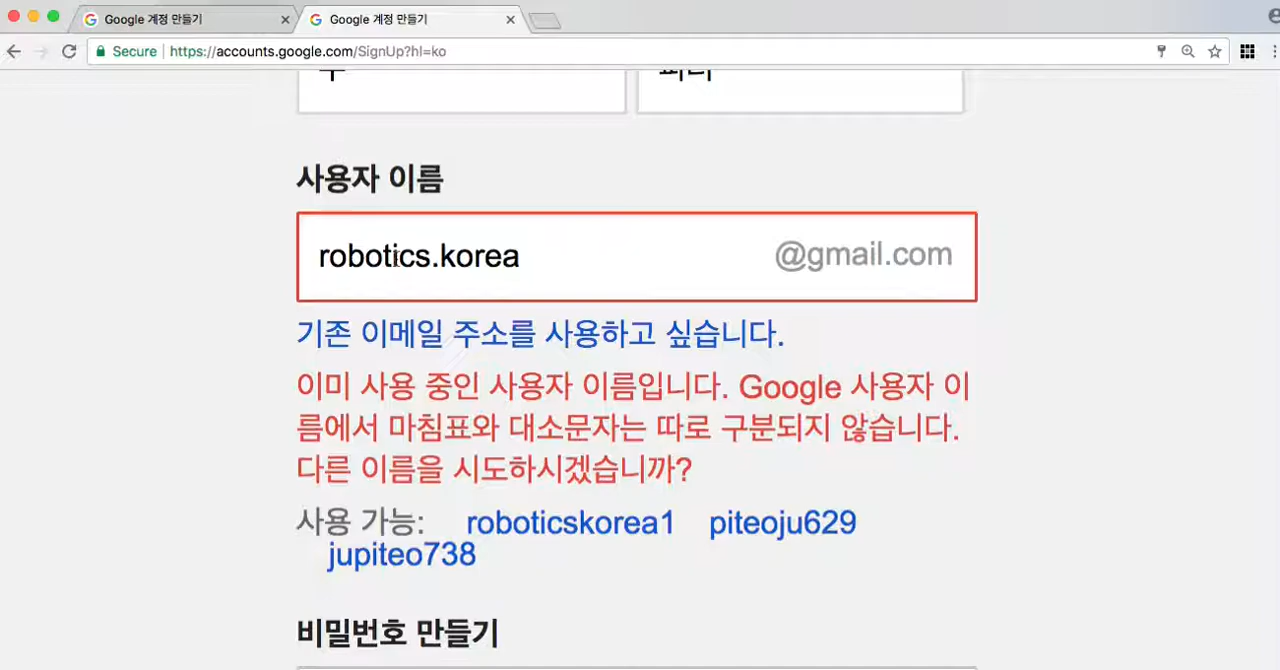 Google 계정 만들기
Google 계정 만들기
Secure https://accounts.google.com/SignUp?hl=ko
사용자 이름
robotics.korea @gmail.com
기존 이메일 주소를 사용하고 싶습니다.
이미 사용 중인 사용자 이름입니다. Google 사용자 이
름에서 마침표와 대소문자는 따로 구분되지 않습니다.
다른 이름을 시도하시겠습니까?
사용 가능: roboticskorea1 piteoju629
jupiteo738
비밀번호 만들기